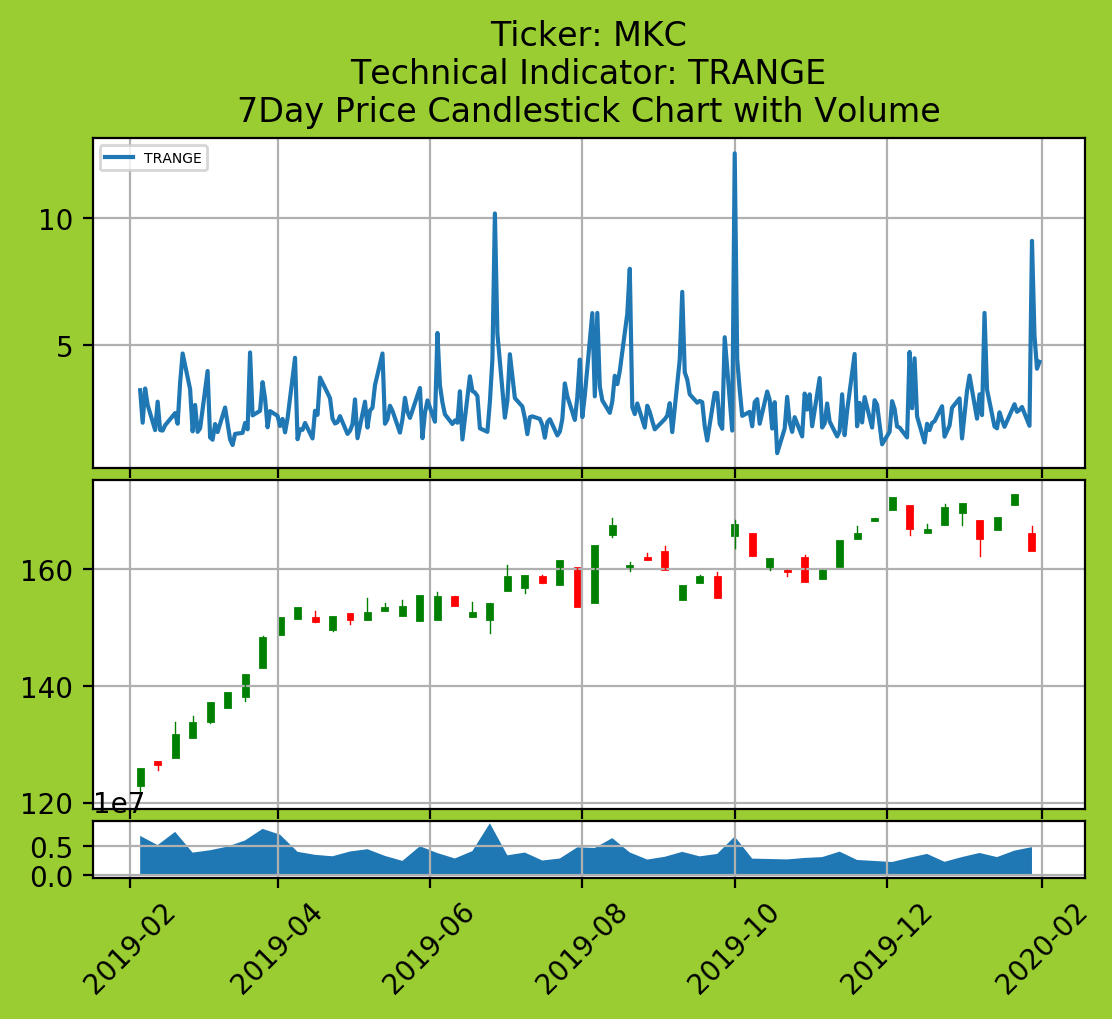 Ticker: MKC
Technical Indicator: TRANGE
7Day Price Candlestick Chart with Volume
TRANGE
10
5
160
140
120
1e7
0.5
0.0
2019-02
2019-04
2019-06
2019-08
2019-10
2019-12
2020-02